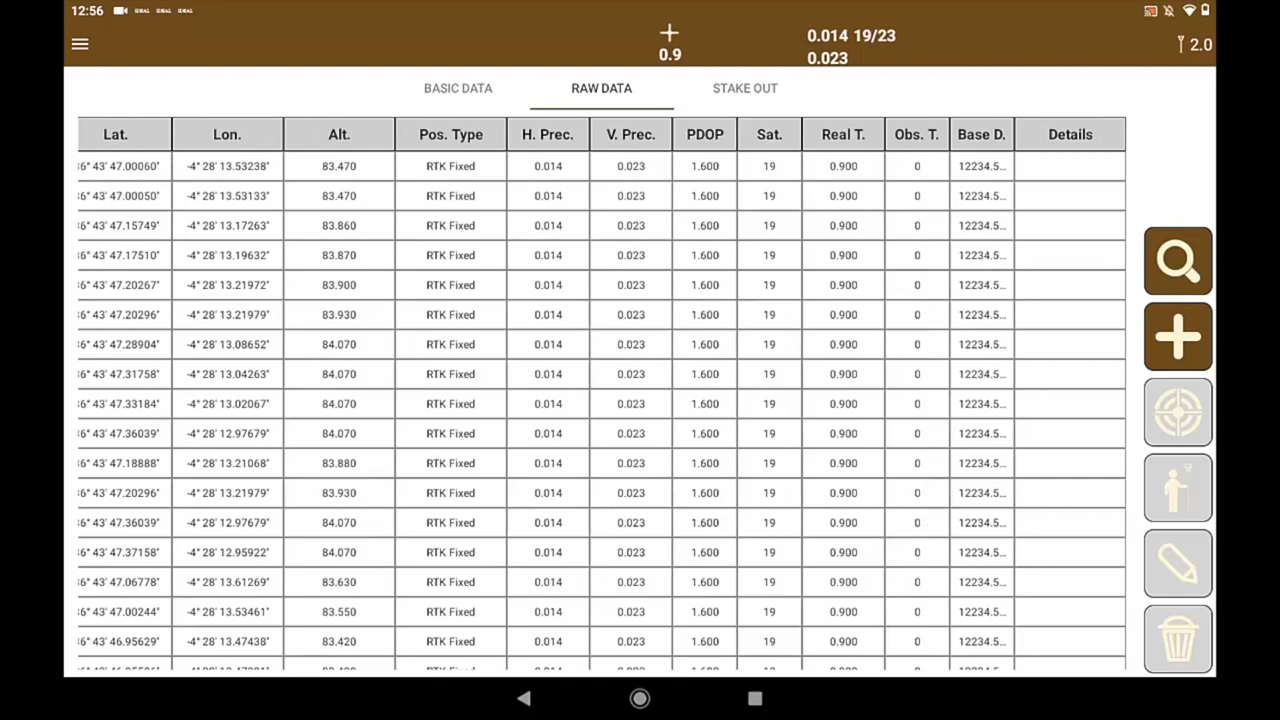 12:56
0.014 19/23
0.9
0.023
2.0
BASIC DATA RAW DATA STAKE OUT
Lat. Lon. Alt. Pos. Type H. Prec. V. Prec. PDOP Sat. Real T. Obs. T. Base D. Details
6° 43' 47.00060" -4° 28' 13.53238" 83.470 RTK Fixed 0.014 0.023 1.600 19 0.900 0 12234.5...
6° 43' 47.00050" -4° 28' 13.53133" 83.470 RTK Fixed 0.014 0.023 1.600 19 0.900 0 12234.5...
6° 43' 47.15749" -4° 28' 13.17263" 83.860 RTK Fixed 0.014 0.023 1.600 19 0.900 0 12234.5...
6° 43' 47.17510" -4° 28' 13.19632" 83.870 RTK Fixed 0.014 0.023 1.600 19 0.900 0 12234.5...
6° 43' 47.20267" -4° 28' 13.21972" 83.900 RTK Fixed 0.014 0.023 1.600 19 0.900 0 12234.5...
6° 43' 47.20296" -4° 28' 13.21979" 83.930 RTK Fixed 0.014 0.023 1.600 19 0.900 0 12234.5...
6° 43' 47.28904" -4° 28' 13.08652" 84.070 RTK Fixed 0.014 0.023 1.600 19 0.900 0 12234.5...
6° 43' 47.31758" -4° 28' 13.04263" 84.070 RTK Fixed 0.014 0.023 1.600 19 0.900 0 12234.5...
6° 43' 47.33184" -4° 28' 13.02067" 84.070 RTK Fixed 0.014 0.023 1.600 19 0.900 0 12234.5...
6° 43' 47.36039" -4° 28' 12.97679" 84.070 RTK Fixed 0.014 0.023 1.600 19 0.900 0 12234.5...
6° 43' 47.18888" -4° 28' 13.21068" 83.880 RTK Fixed 0.014 0.023 1.600 19 0.900 0 12234.5...
6° 43' 47.20296" -4° 28' 13.21979" 83.930 RTK Fixed 0.014 0.023 1.600 19 0.900 0 12234.5...
6° 43' 47.36039" -4° 28' 12.97679" 84.070 RTK Fixed 0.014 0.023 1.600 19 0.900 0 12234.5...
6° 43' 47.37158" -4° 28' 12.95922" 84.070 RTK Fixed 0.014 0.023 1.600 19 0.900 0 12234.5...
6° 43' 47.06778" -4° 28' 13.61269" 83.630 RTK Fixed 0.014 0.023 1.600 19 0.900 0 12234.5...
6° 43' 47.00244" -4° 28' 13.53461" 83.550 RTK Fixed 0.014 0.023 1.600 19 0.900 0 12234.5...
6° 43' 46.95629" -4° 28' 13.47438" 83.420 RTK Fixed 0.014 0.023 1.600 19 0.900 0 12234.5...